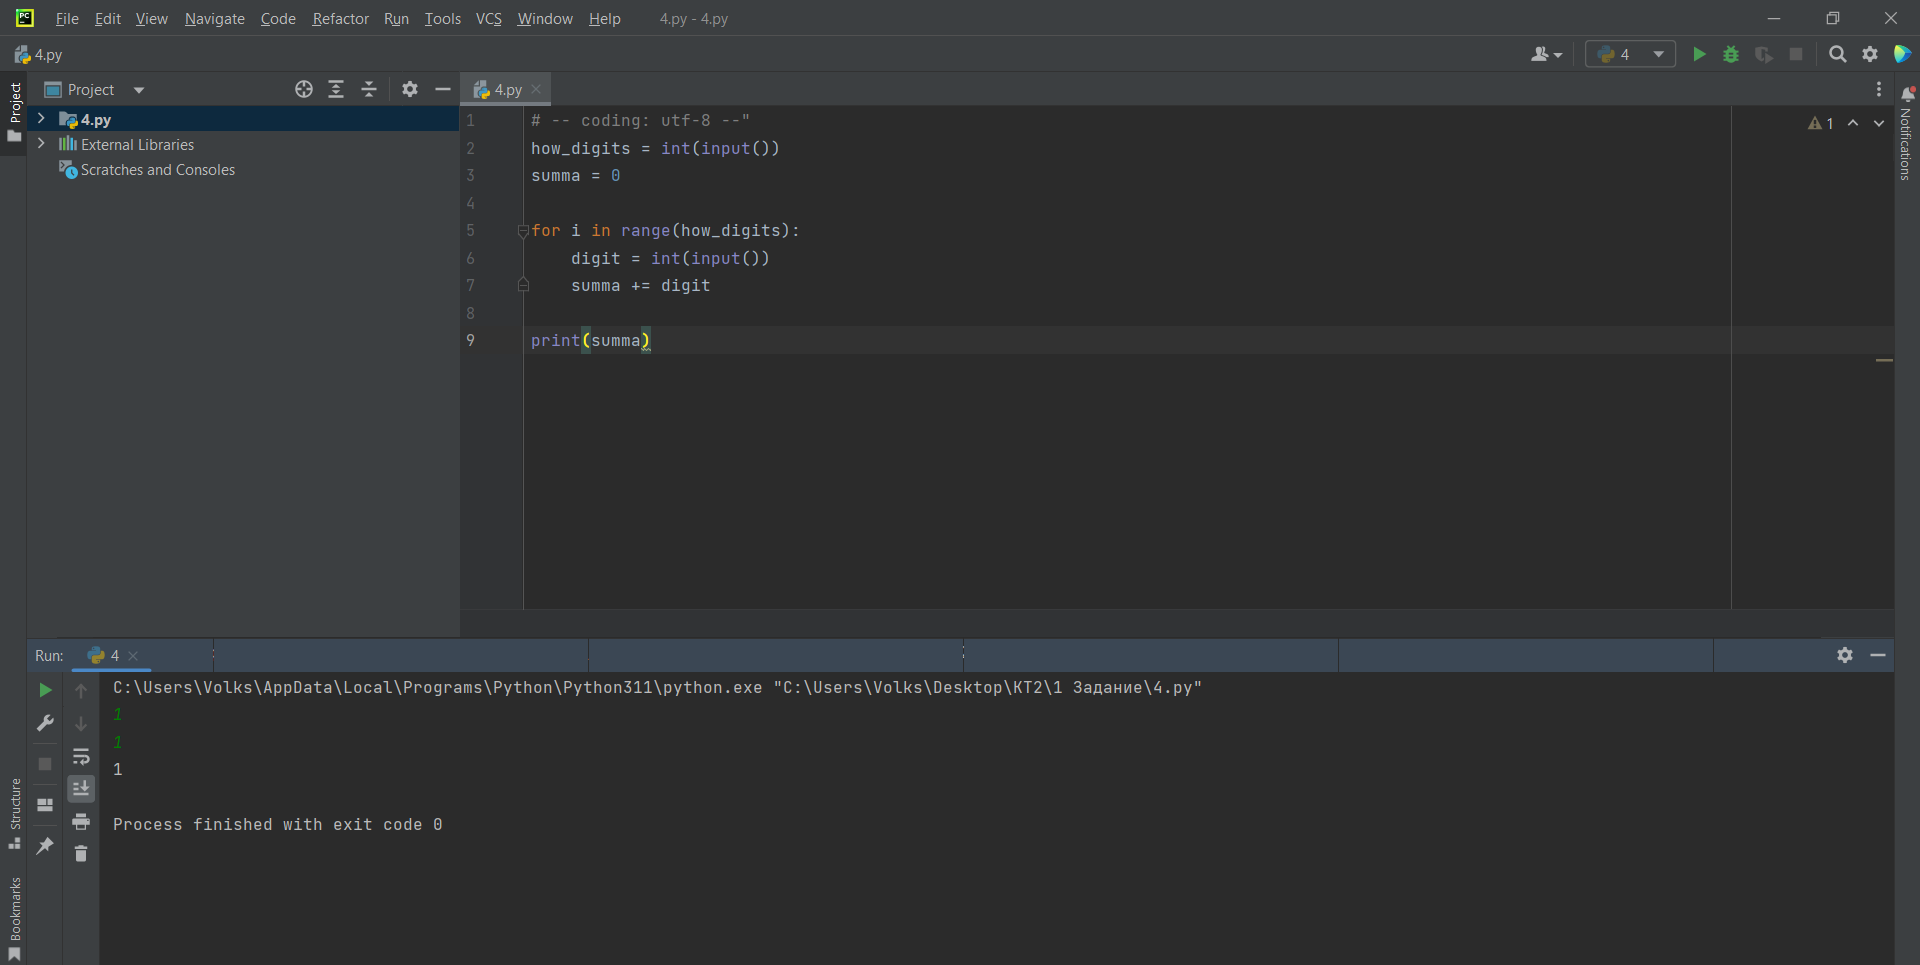 PC
File Edit View Navigate Code Refactor Run Tools VCS Window Help 4.py - 4.py
4.py
4
Project
Project
4.py
External Libraries
Scratches and Consoles
4.py
1
Notifications
1 # -- coding: utf-8 --"
2 how_digits = int(input())
3 summa = 0
4
5 for i in range(how_digits):
6 digit = int(input())
7 summa += digit
8
9 print(summa)
Run: 4
C:\Users\Volks\AppData\Local\Programs\Python\Python311\python.exe "C:\Users\Volks\Desktop\КТ2\1 Задание\4.py"
1
1
1
Process finished with exit code 0
Structure
Bookmarks